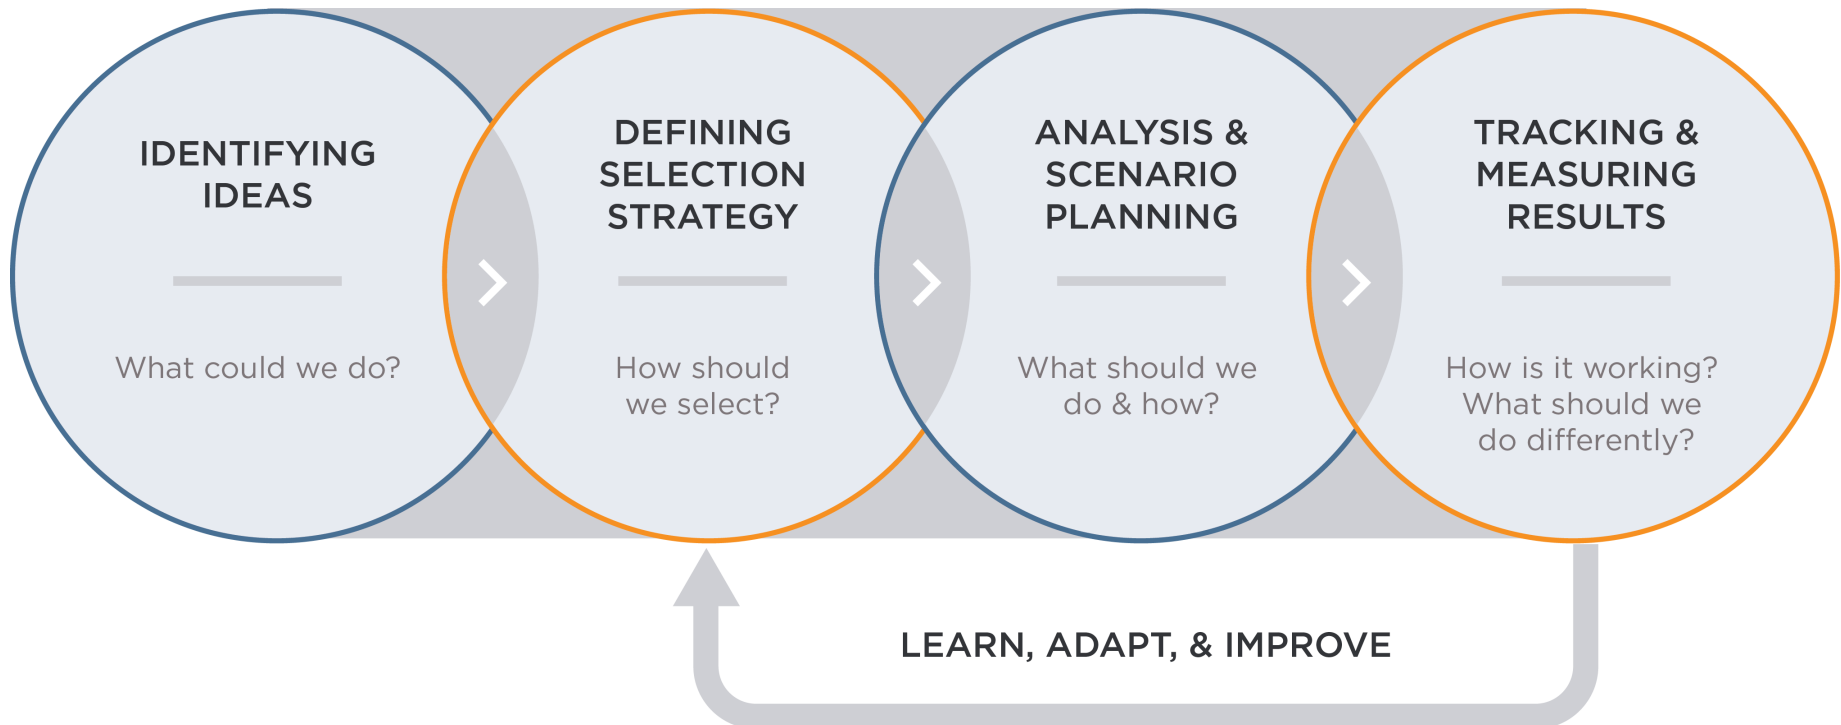 IDENTIFYING
IDEAS
What could we do?
DEFINING
SELECTION
STRATEGY
How should
we select?
ANALYSIS &
SCENARIO
PLANNING
What should we
do & how?
TRACKING &
MEASURING
RESULTS
How is it working?
What should we
do differently?
LEARN, ADAPT, & IMPROVE